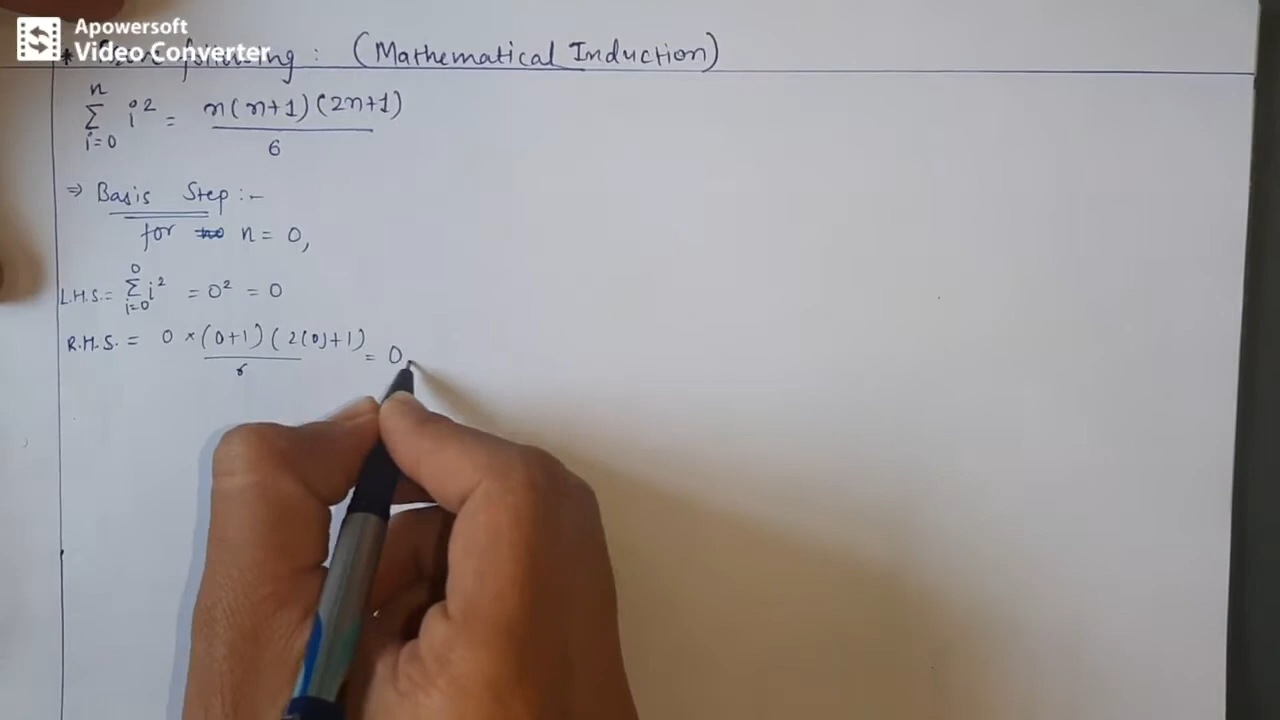 Apowersoft
Video Converter
* : (Mathematical Induction)
n
∑ i² = n(n+1)(2n+1)
i=0 6
⇒ Basis Step :-
for n = 0,
0
L.H.S. = ∑ i² = 0² = 0
i=0
R.H.S. = 0 × (0+1) (2(0)+1) = 0
6